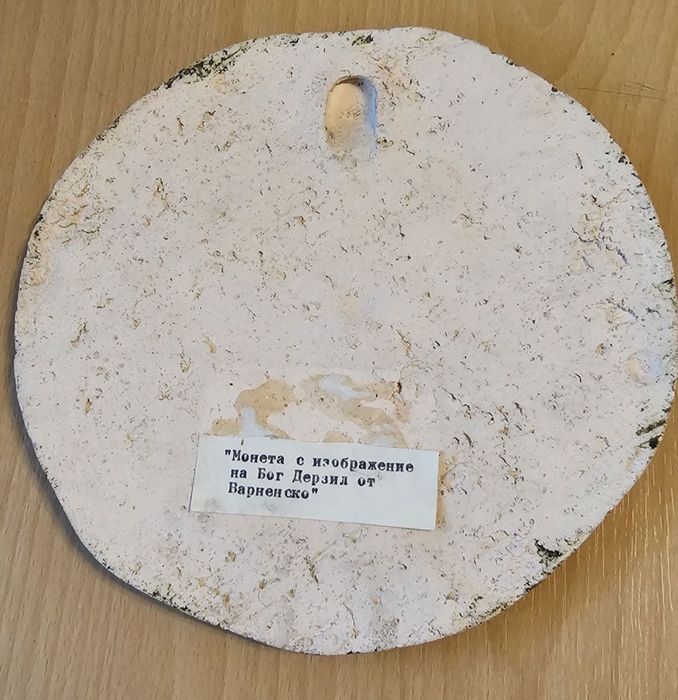 "Монета с изображение
на Бог Дерзил от
Варненско"